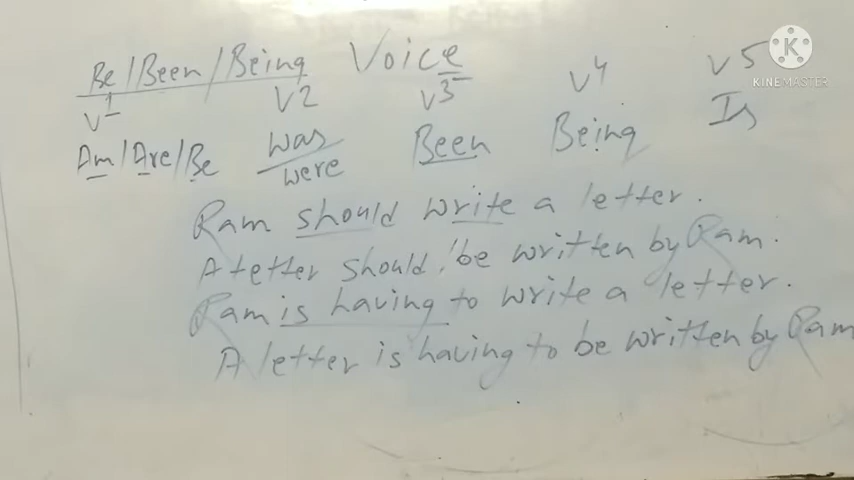 Be/Been/Being Voice
V1 V2 V3 V4 V5
Am/Are/Be was/were Been Being Is
Ram should write a letter.
A letter should be written by Ram.
Ram is having to write a letter.
A letter is having to be written by Ram
K
KINEMASTER